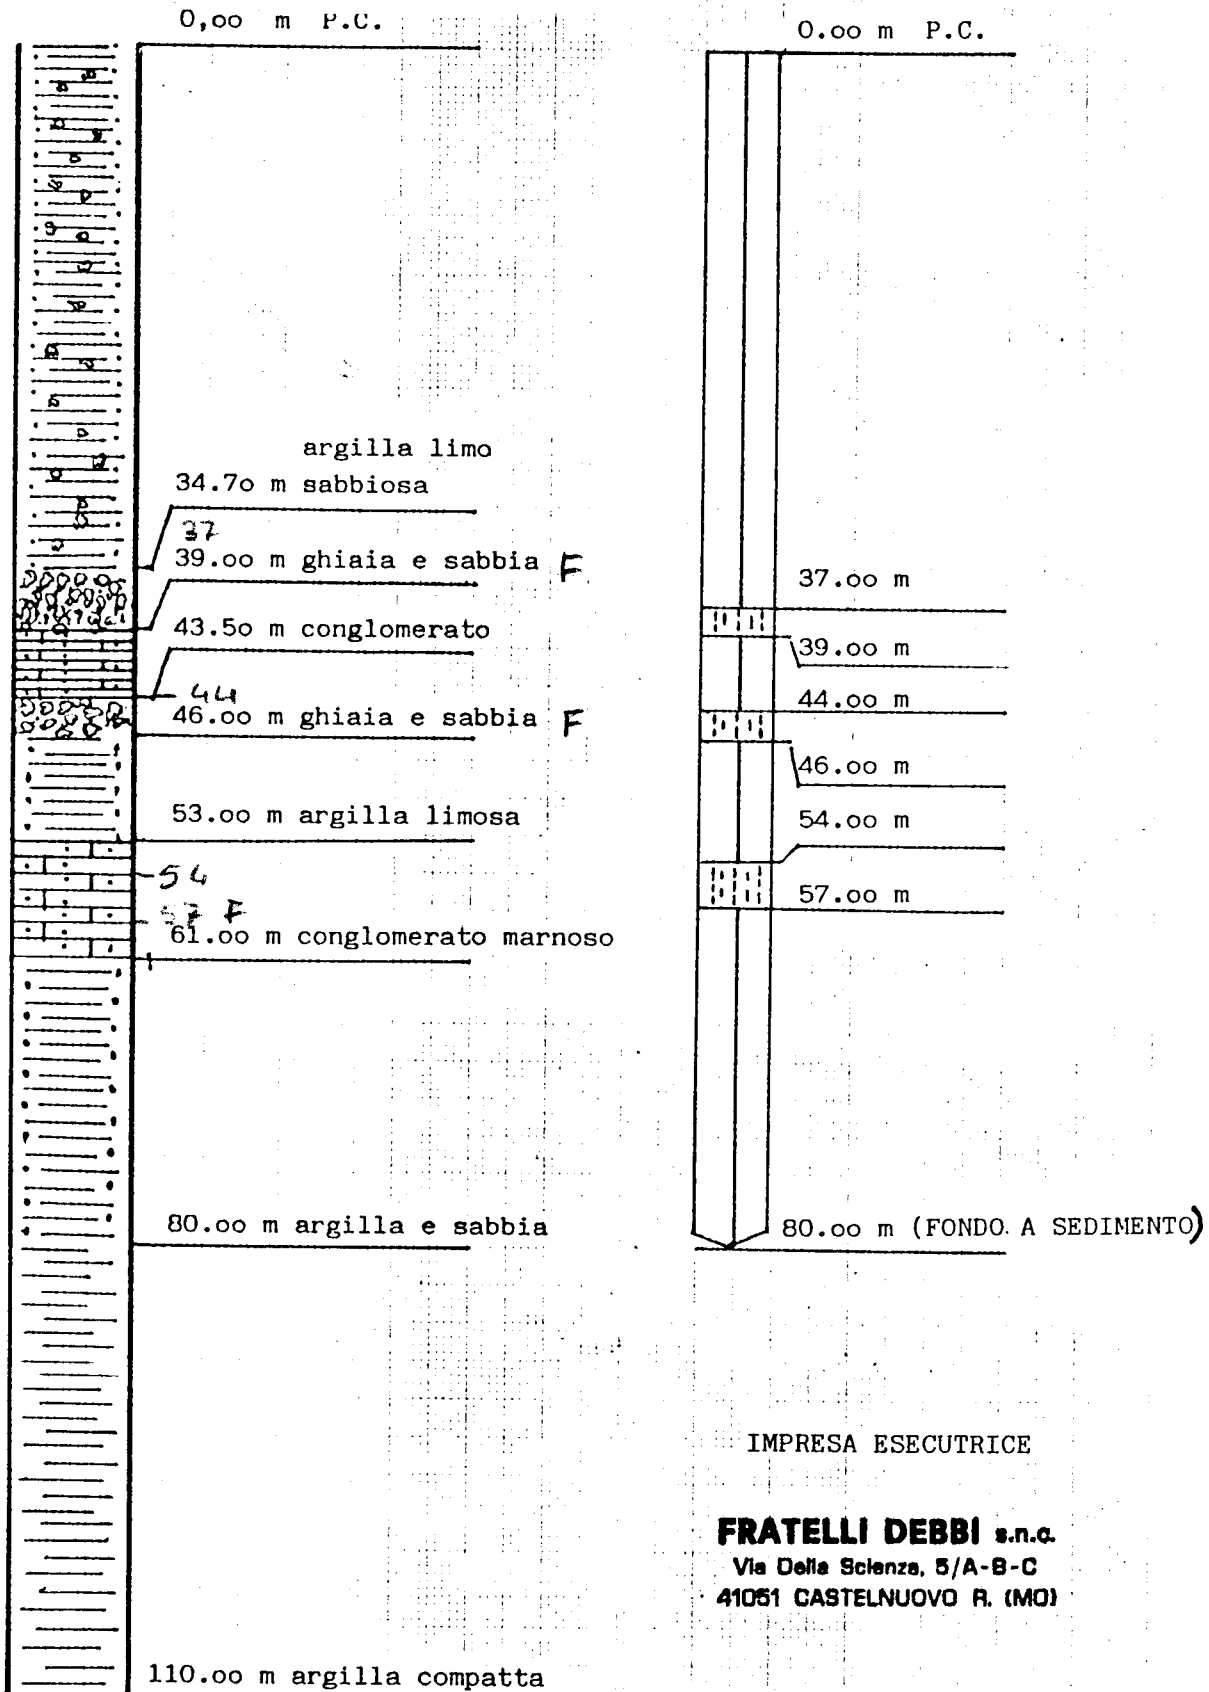 0,00 m P.C.
argilla limo
34.70 m sabbiosa
37
39.00 m ghiaia e sabbia F
43.50 m conglomerato
44
46.00 m ghiaia e sabbia F
53.00 m argilla limosa
54
57 F
61.00 m conglomerato marnoso
80.00 m argilla e sabbia
110.00 m argilla compatta
0.00 m P.C.
37.00 m
39.00 m
44.00 m
46.00 m
54.00 m
57.00 m
80.00 m (FONDO A SEDIMENTO)
IMPRESA ESECUTRICE
FRATELLI DEBBI s.n.c.
Via Della Scienza, 5/A-B-C
41051 CASTELNUOVO R. (MO)